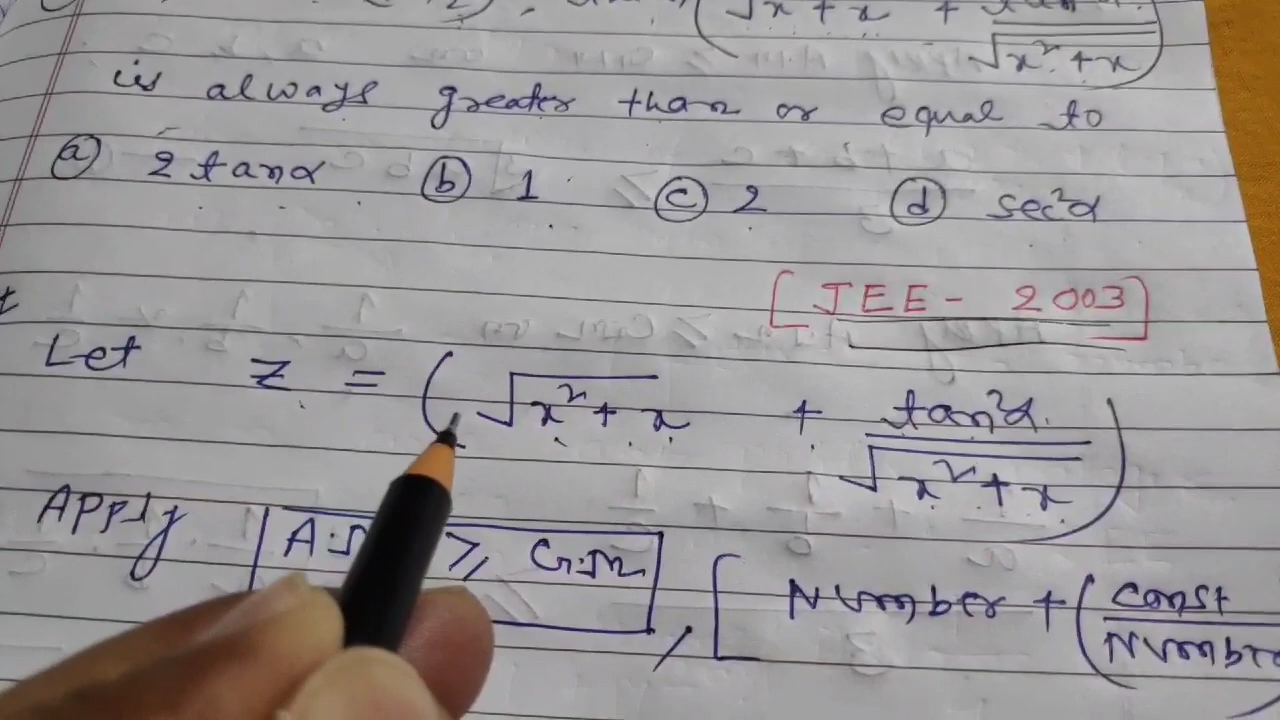 √x + x +
√x² + x
is always greater than or equal to
(a) 2 tanα (b) 1 (c) 2 (d) sec²α
[JEE - 2003]
Let z = (√x² + x + tan²α / √x² + x)
Apply A.M ≥ G.M , [Number + (Const / Number